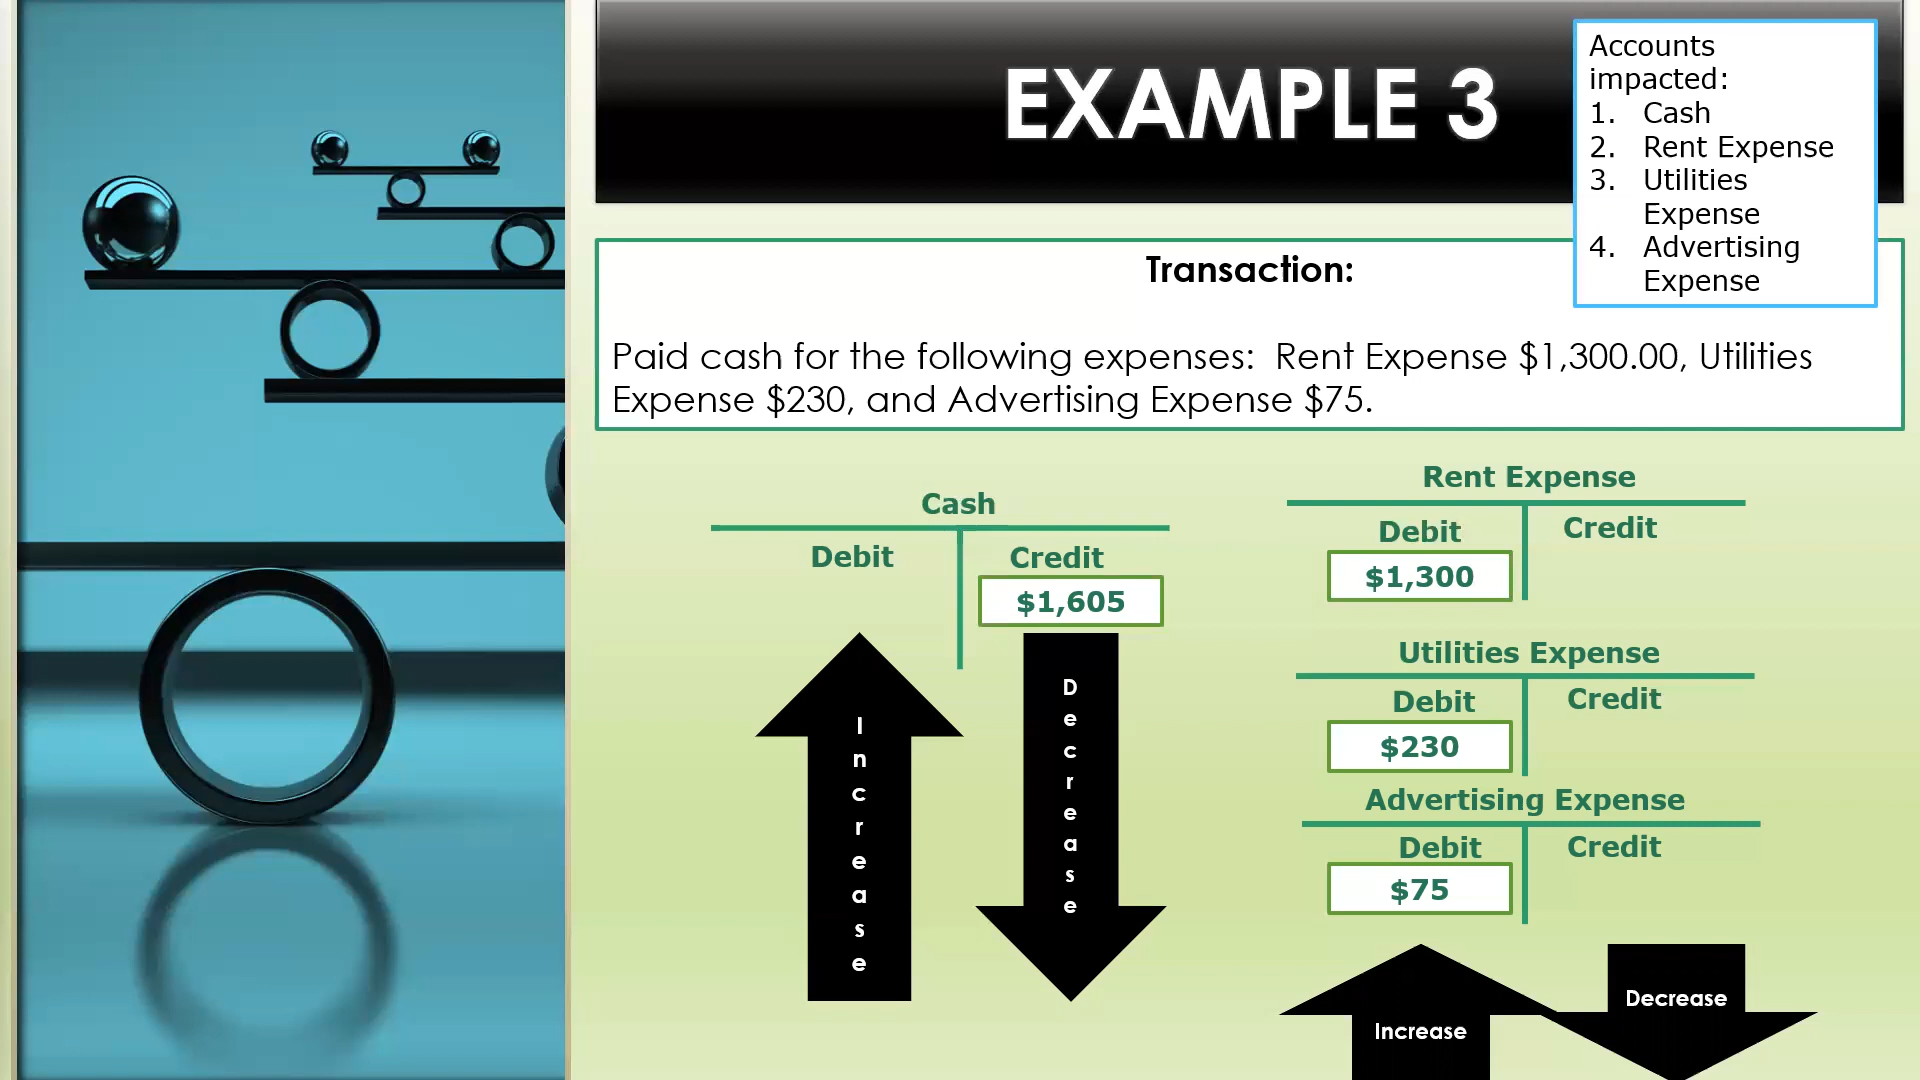 EXAMPLE 3
Accounts
impacted:
1. Cash
2. Rent Expense
3. Utilities
Expense
4. Advertising
Expense
Transaction:
Paid cash for the following expenses: Rent Expense $1,300.00, Utilities
Expense $230, and Advertising Expense $75.
Cash
Debit Credit
$1,605
Increase
Decrease
Rent Expense
Debit Credit
$1,300
Utilities Expense
Debit Credit
$230
Advertising Expense
Debit Credit
$75
Increase
Decrease